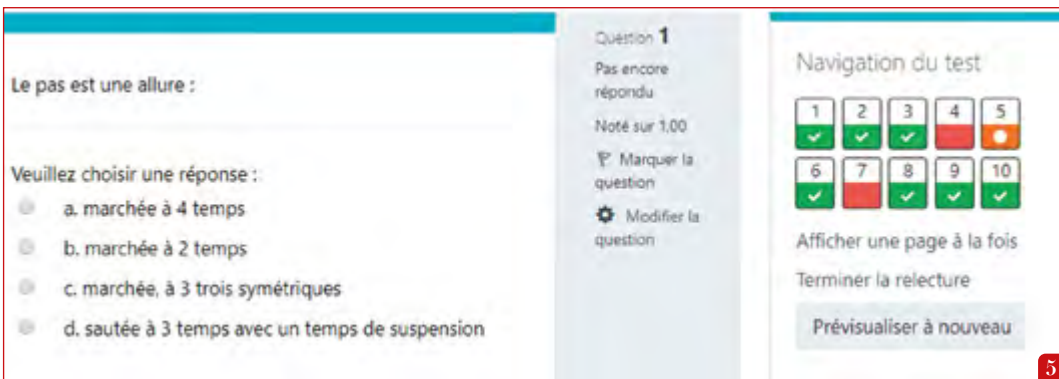 Le pas est une allure :
Veuillez choisir une réponse :
a. marchée à 4 temps
b. marchée à 2 temps
c. marchée, à 3 trois symétriques
d. sautée à 3 temps avec un temps de suspension
Question 1
Pas encore
répondu
Noté sur 1,00
Marquer la
question
Modifier la
question
Navigation du test
1 2 3 4 5
6 7 8 9 10
Afficher une page à la fois
Terminer la relecture
Prévisualiser à nouveau
5